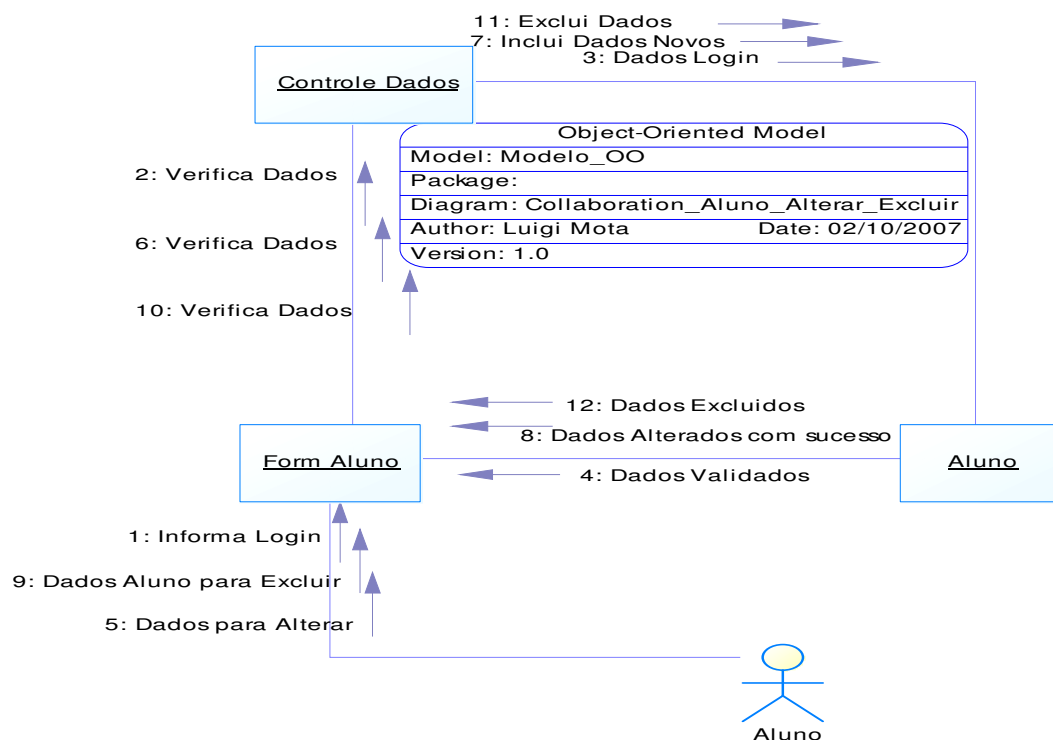 11: Exclui Dados
7: Inclui Dados Novos
3: Dados Login
Controle Dados
Object-Oriented Model
Model: Modelo_OO
Package:
Diagram: Collaboration_Aluno_Alterar_Excluir
Author: Luigi Mota Date: 02/10/2007
Version: 1.0
2: Verifica Dados
6: Verifica Dados
10: Verifica Dados
12: Dados Excluidos
8: Dados Alterados com sucesso
4: Dados Validados
Form Aluno
Aluno
1: Informa Login
9: Dados Aluno para Excluir
5: Dados para Alterar
Aluno